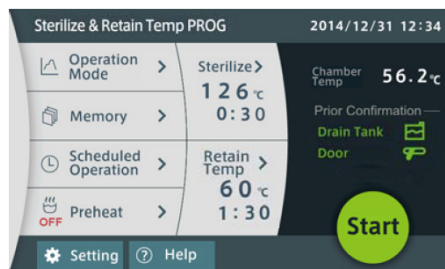 Sterilize & Retain Temp PROG
2014/12/31 12:34
Operation
Mode
>
Memory
>
Scheduled
Operation
>
Preheat
OFF
>
Sterilize>
126℃
0:30
Retain
Temp
>
60℃
1:30
Chamber
Temp
56.2℃
Prior Confirmation
Drain Tank
Door
Start
Setting
? Help